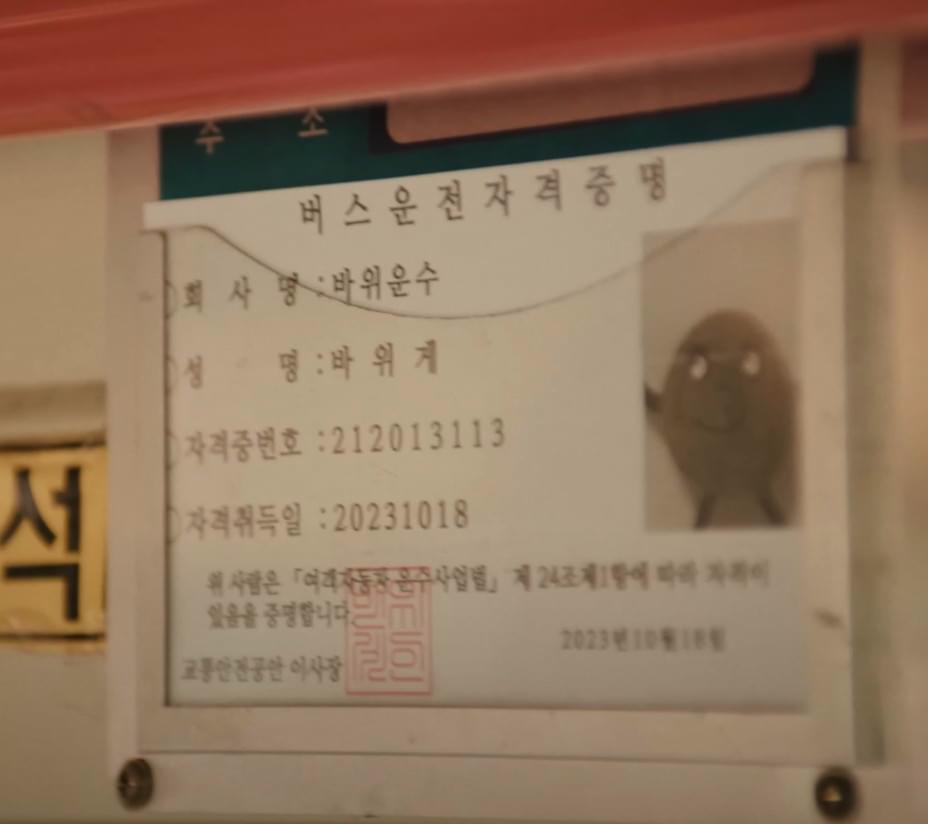 주 소
버스운전자격증명
회 사 명 :바위운수
성 명 :바 위 게
자격증번호 :212013113
자격취득일 :20231018
위 사람은 「여객자동차 운수사업법」 제 24조제1항에 따라 자격이
있음을 증명합니다.
2023년10월18일
교통안전공안 이사장
석